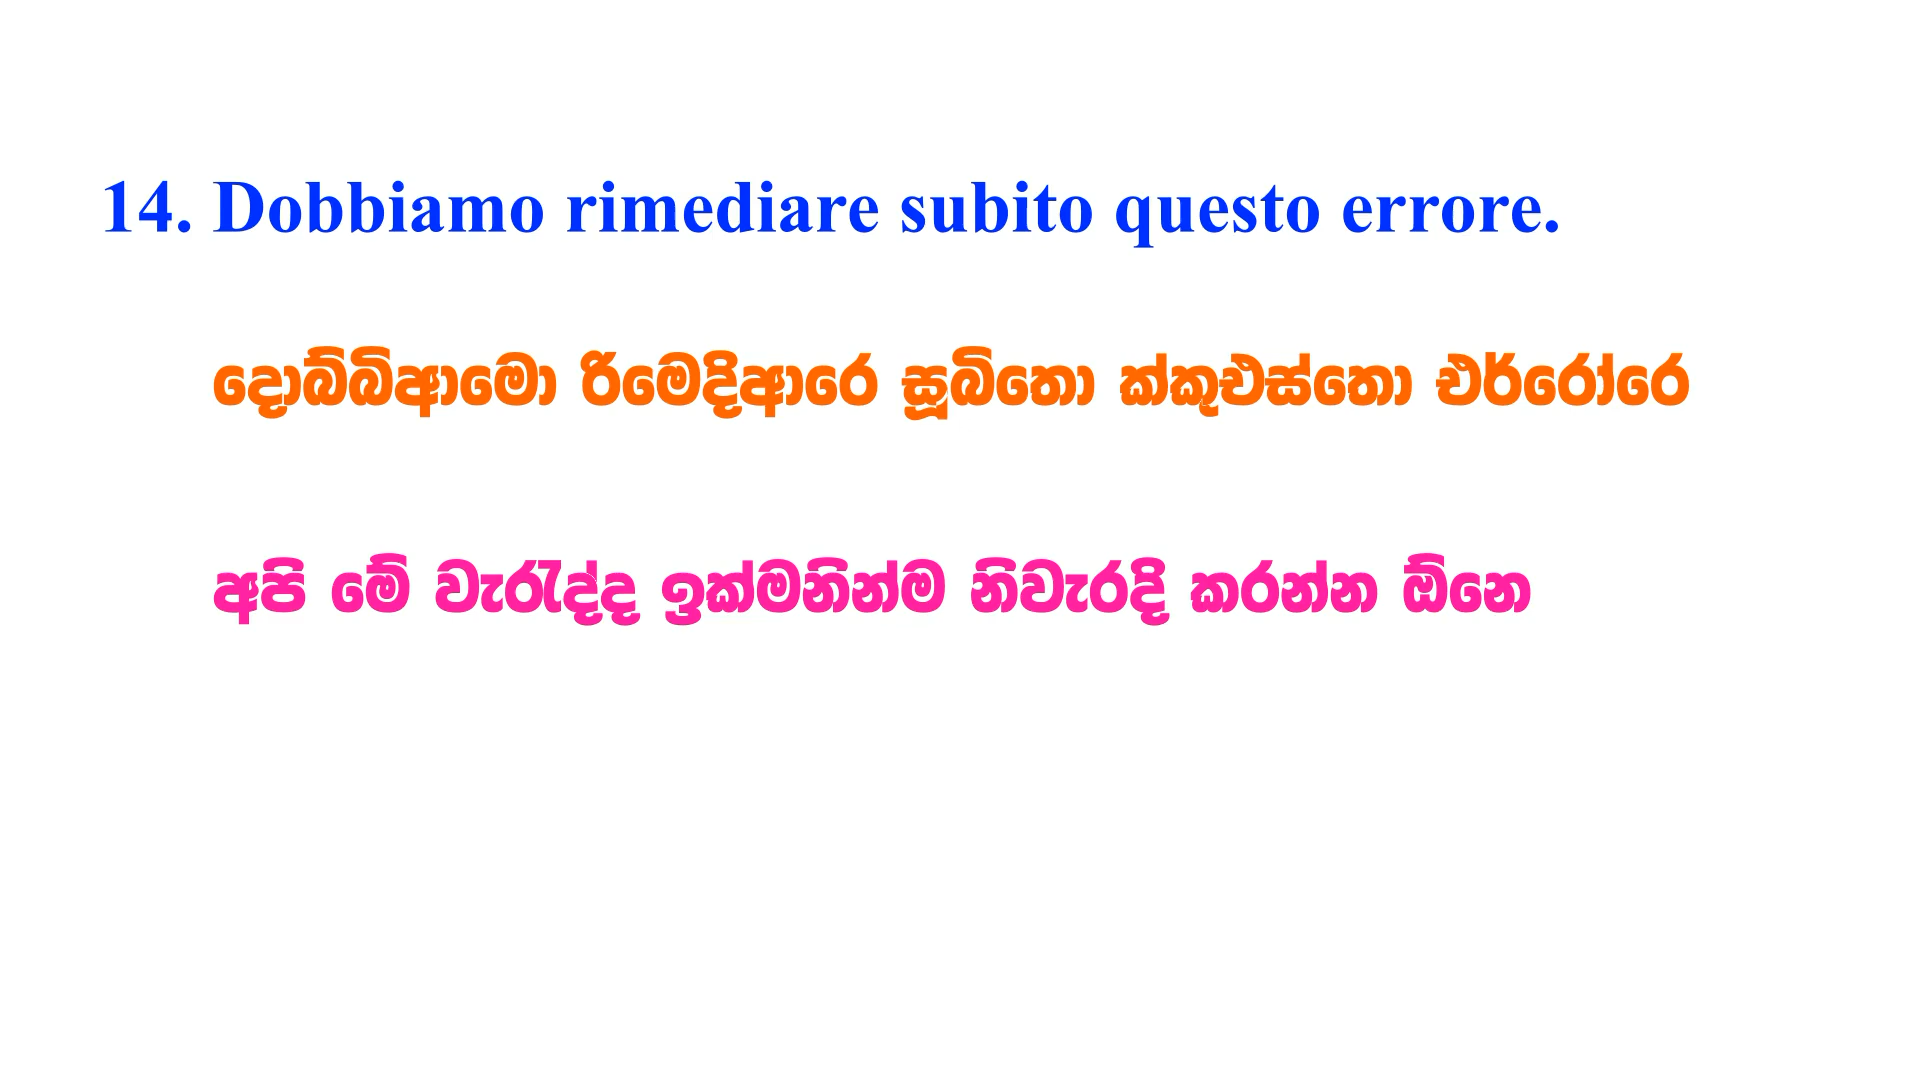 14. Dobbiamo rimediare subito questo errore.
දොබ්බිආමො රිමෙදිආරෙ සූබිතො ක්කුඑස්තො එර්රෝරෙ
අපි මේ වැරැද්ද ඉක්මනින්ම නිවැරදි කරන්න ඕනෙ